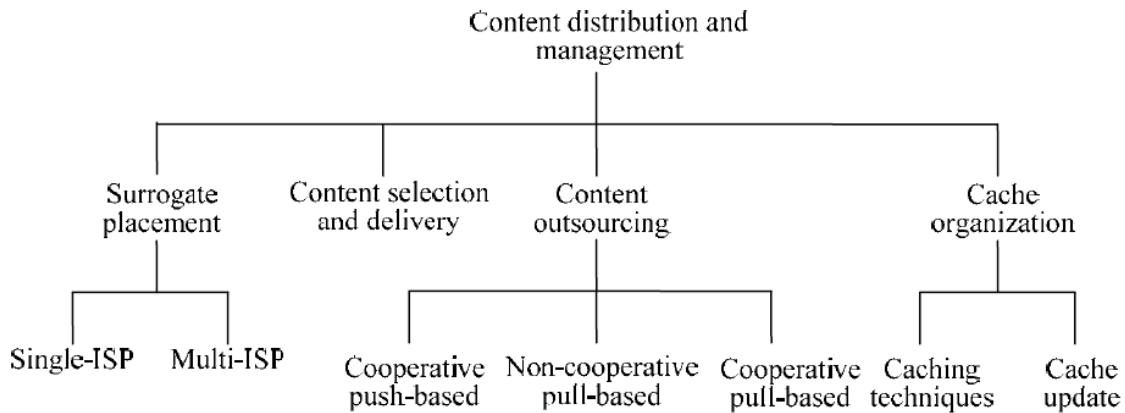 Content distribution and
management
Surrogate
placement
Content selection
and delivery
Content
outsourcing
Cache
organization
Single-ISP
Multi-ISP
Cooperative
push-based
Non-cooperative
pull-based
Cooperative
pull-based
Caching
techniques
Cache
update